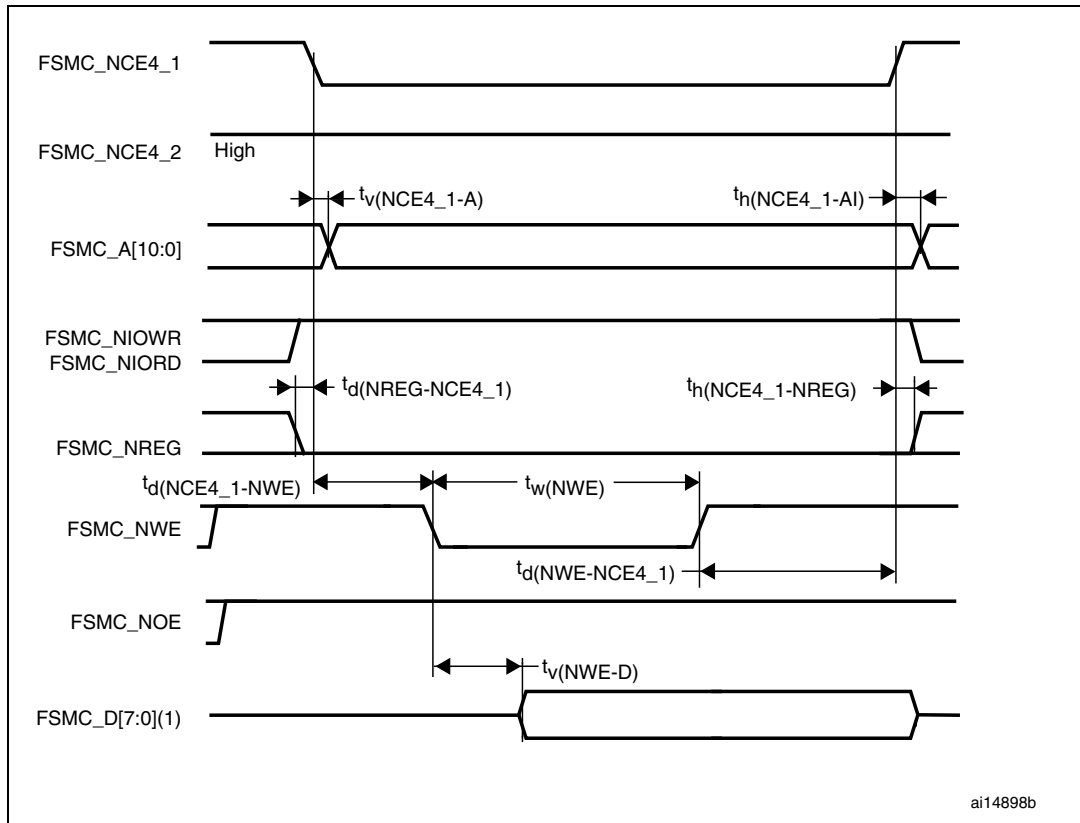 FSMC_NCE4_1
FSMC_NCE4_2 High
tv(NCE4_1-A) th(NCE4_1-AI)
FSMC_A[10:0]
FSMC_NIOWR
FSMC_NIORD
td(NREG-NCE4_1) th(NCE4_1-NREG)
FSMC_NREG
td(NCE4_1-NWE) tw(NWE)
FSMC_NWE
td(NWE-NCE4_1)
FSMC_NOE
tv(NWE-D)
FSMC_D[7:0](1)
ai14898b